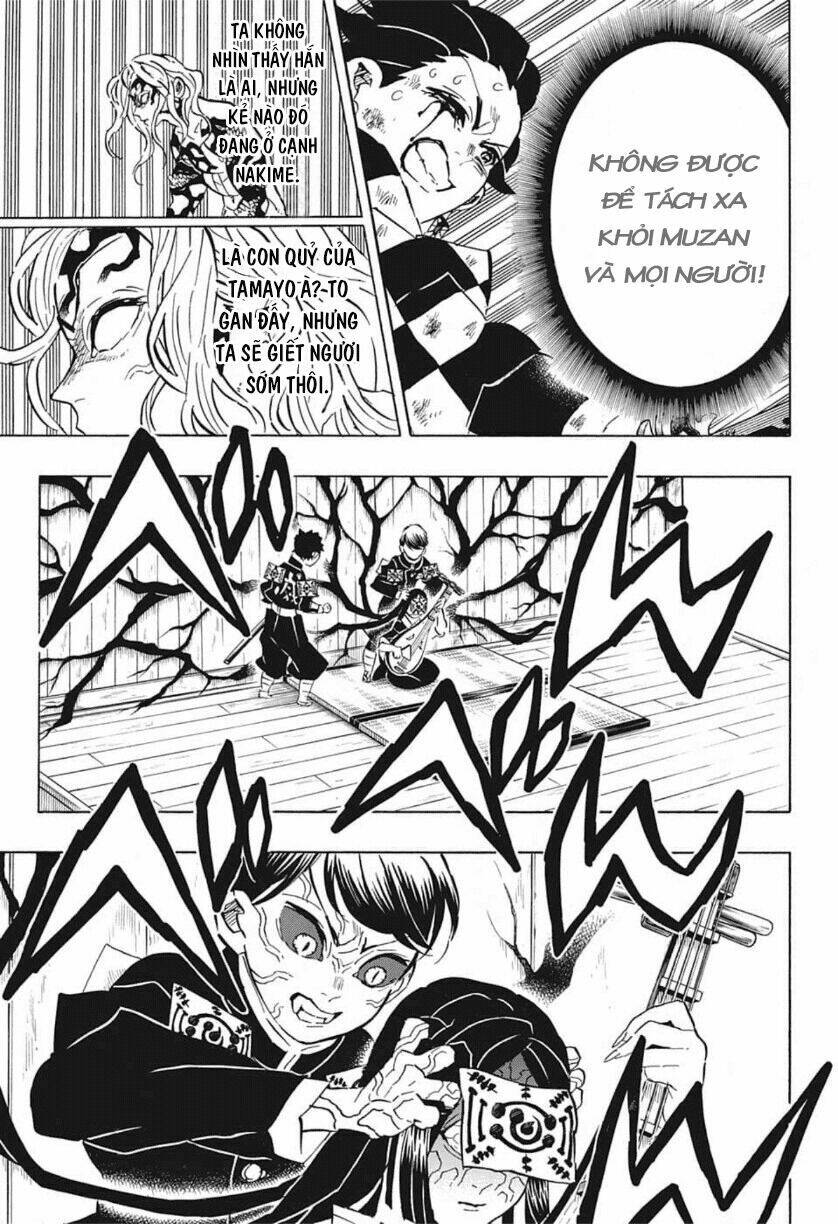 KHÔNG ĐƯỢC
ĐỂ TÁCH XA
KHỎI MUZAN
VÀ MỌI NGƯỜI!
TA KHÔNG
NHÌN THẤY HẮN
LÀ AI, NHƯNG
KẺ NÀO ĐÓ
ĐANG Ở CẠNH
NAKIME.
LÀ CON QUỶ CỦA
TAMAYO À? TO
GAN ĐẤY, NHƯNG
TA SẼ GIẾT NGƯƠI
SỚM THÔI.